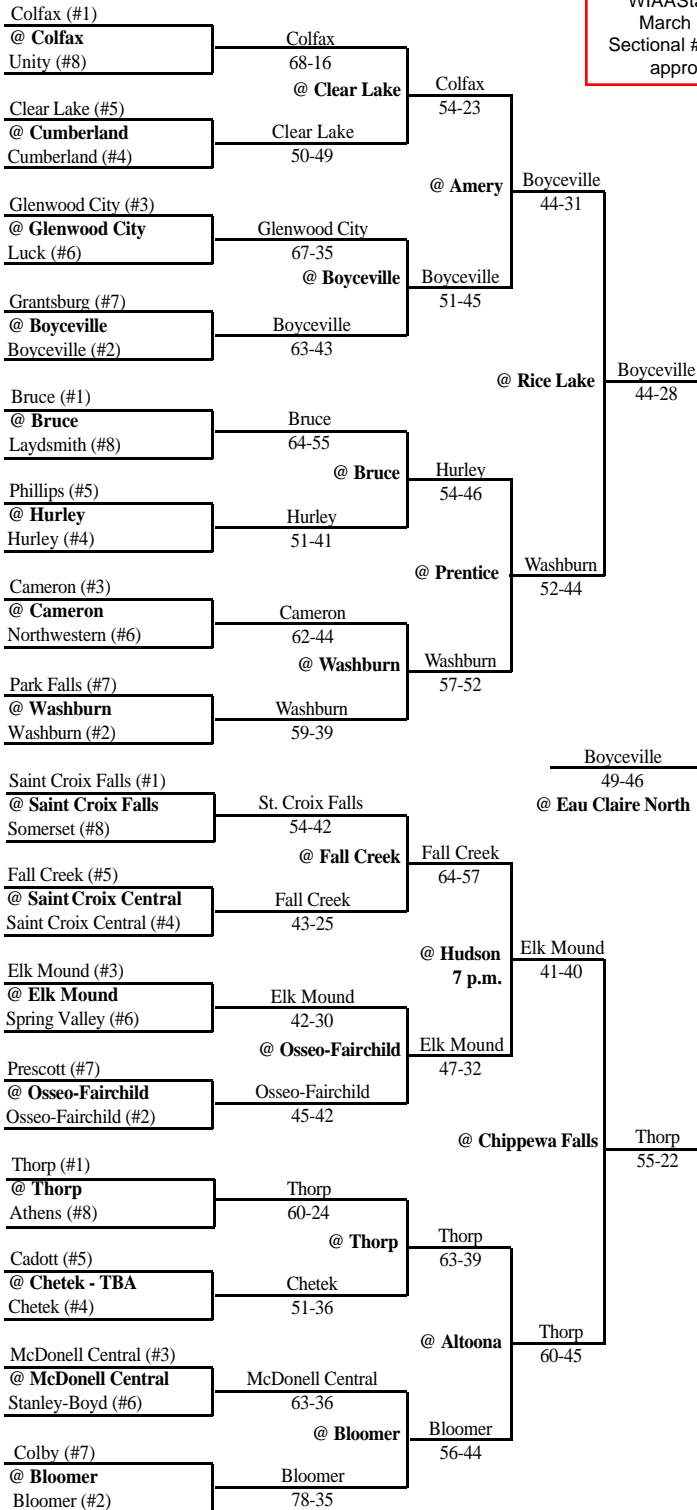 Colfax (#1)
@ Colfax
Unity (#8)
Clear Lake (#5)
@ Cumberland
Cumberland (#4)
Glenwood City (#3)
@ Glenwood City
Luck (#6)
Grantsburg (#7)
@ Boyceville
Boyceville (#2)
Bruce (#1)
@ Bruce
Laydsmith (#8)
Phillips (#5)
@ Hurley
Hurley (#4)
Cameron (#3)
@ Cameron
Northwestern (#6)
Park Falls (#7)
@ Washburn
Washburn (#2)
Saint Croix Falls (#1)
@ Saint Croix Falls
Somerset (#8)
Fall Creek (#5)
@ Saint Croix Central
Saint Croix Central (#4)
Elk Mound (#3)
@ Elk Mound
Spring Valley (#6)
Prescott (#7)
@ Osseo-Fairchild
Osseo-Fairchild (#2)
Thorp (#1)
@ Thorp
Athens (#8)
Cadott (#5)
@ Chetek - TBA
Chetek (#4)
McDonell Central (#3)
@ McDonell Central
Stanley-Boyd (#6)
Colby (#7)
@ Bloomer
Bloomer (#2)
Colfax
68-16
@ Clear Lake
Clear Lake
50-49
Glenwood City
67-35
@ Boyceville
Boyceville
63-43
Bruce
64-55
@ Bruce
Hurley
51-41
Cameron
62-44
@ Washburn
Washburn
59-39
St. Croix Falls
54-42
@ Fall Creek
Fall Creek
43-25
Elk Mound
42-30
@ Osseo-Fairchild
Osseo-Fairchild
45-42
Thorp
60-24
@ Thorp
Chetek
51-36
McDonell Central
63-36
@ Bloomer
Bloomer
78-35
Colfax
54-23
@ Amery
Boyceville
51-45
Hurley
54-46
@ Prentice
Washburn
57-52
Fall Creek
64-57
@ Hudson
7 p.m.
Elk Mound
47-32
Thorp
63-39
@ Altoona
Bloomer
56-44
Boyceville
44-31
@ Rice Lake
Washburn
52-44
Elk Mound
41-40
@ Chippewa Falls
Thorp
60-45
Boyceville
44-28
Boyceville
49-46
@ Eau Claire North
Thorp
55-22
March
Sectional #